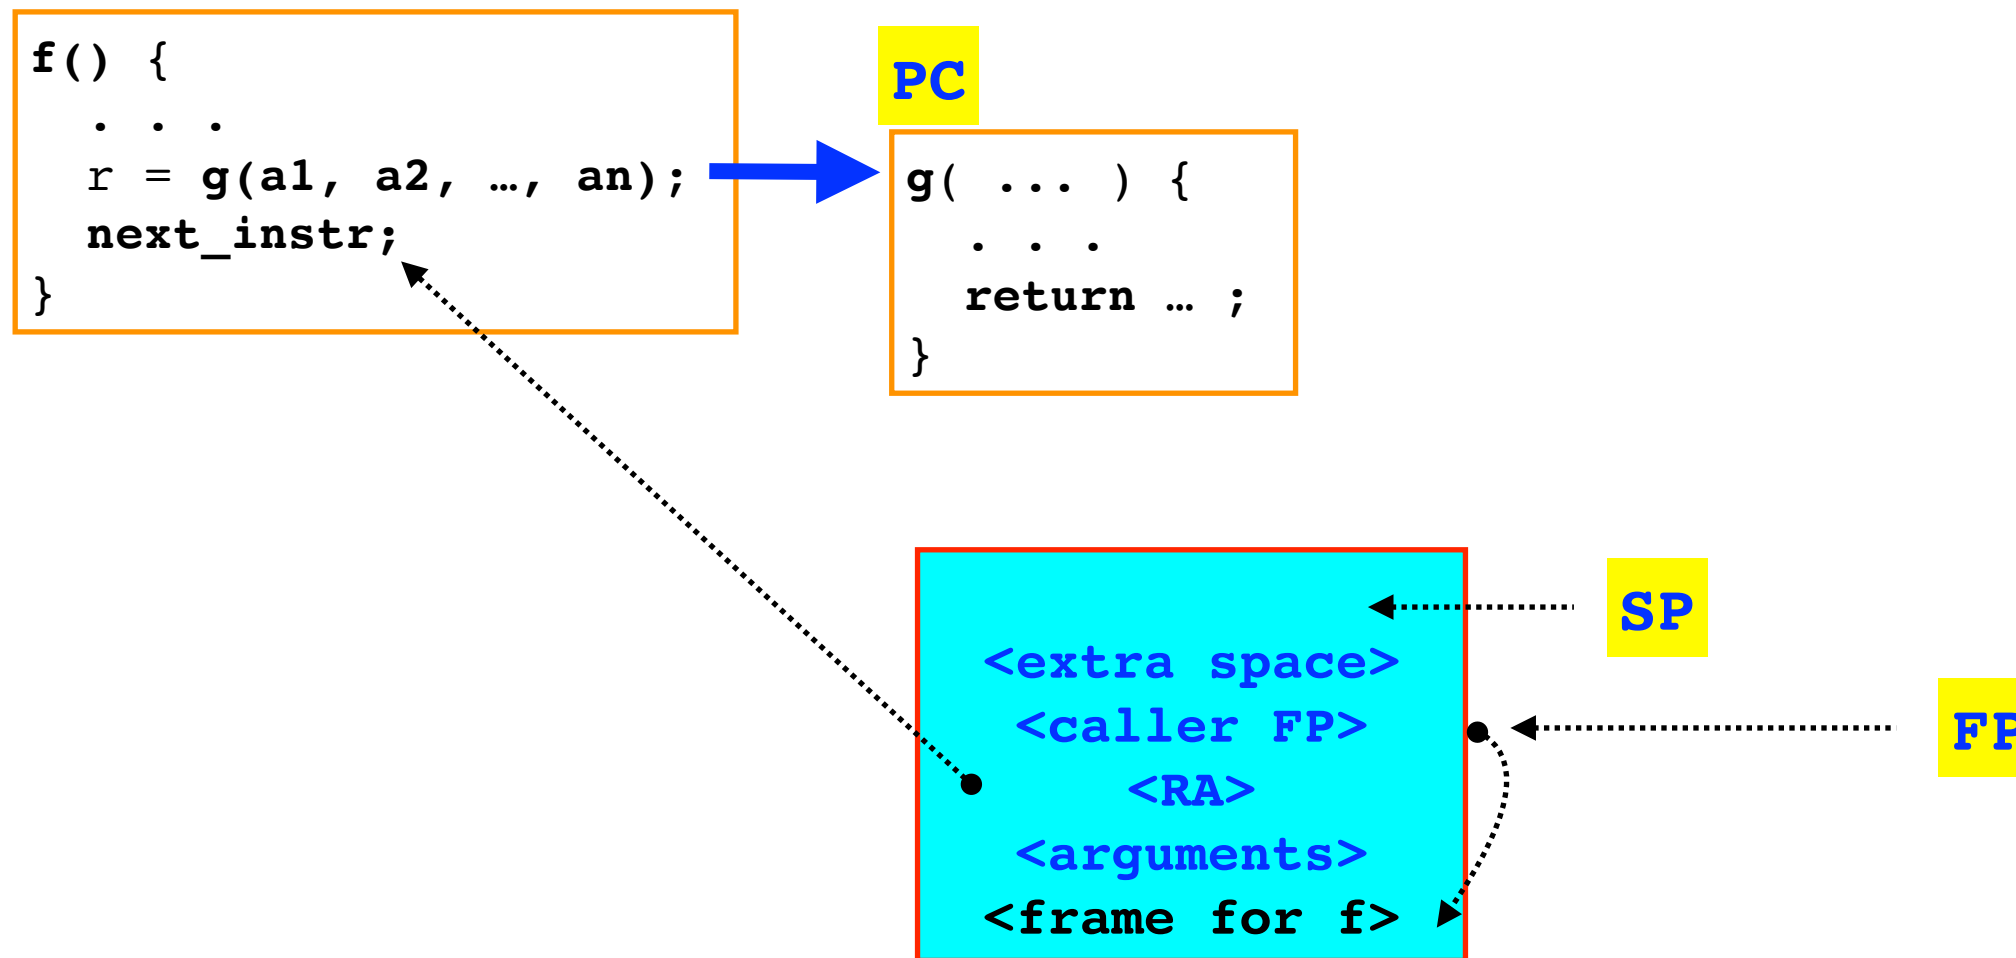 f() {
. . .
r = g(a1, a2, …, an);
next_instr;
}
PC
g( ... ) {
. . .
return … ;
}
SP
<extra space>
<caller FP>
FP
<RA>
<arguments>
<frame for f>